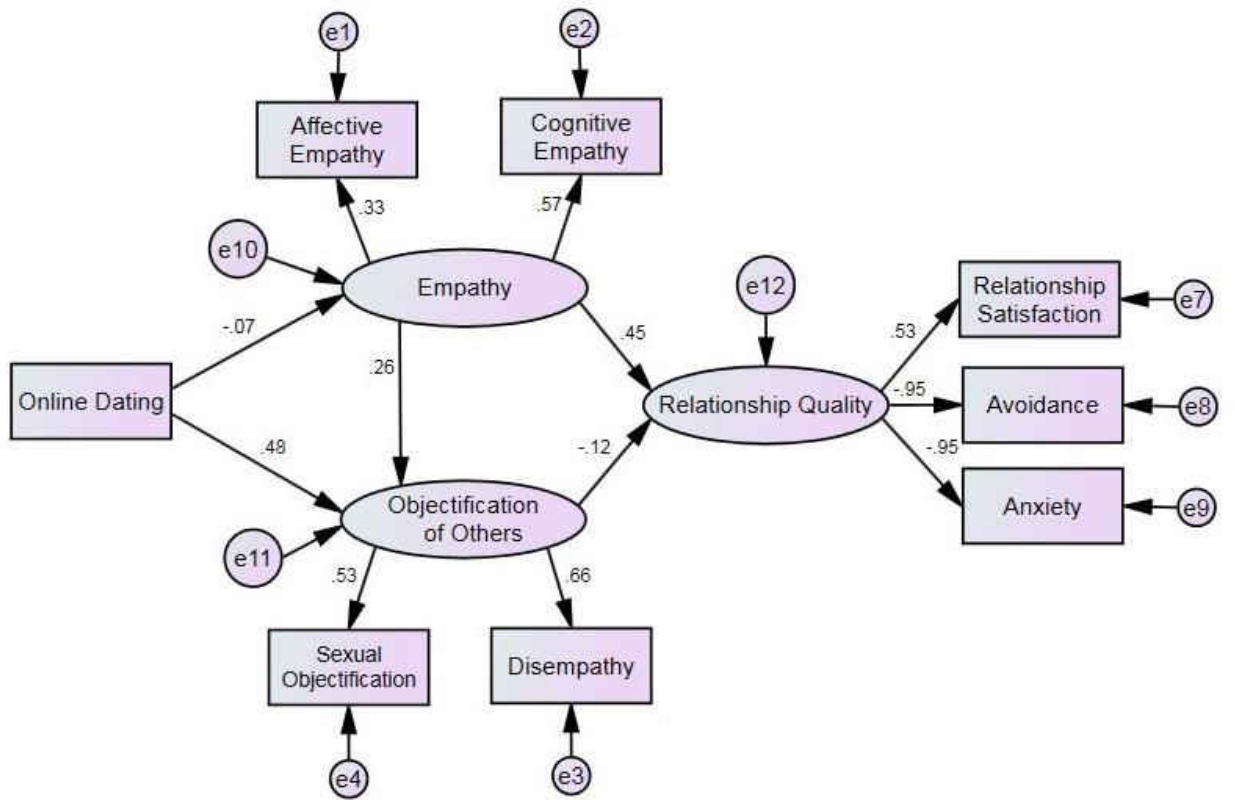 e1
e2
Affective
Empathy
Cognitive
Empathy
.33
.57
e10
Empathy
e12
Relationship
Satisfaction
e7
-.07
.45
.53
.26
Online Dating
Relationship Quality
-.95
Avoidance
e8
.48
-.12
-.95
Objectification
of Others
Anxiety
e9
e11
.53
.66
Sexual
Objectification
Disempathy
e4
e3